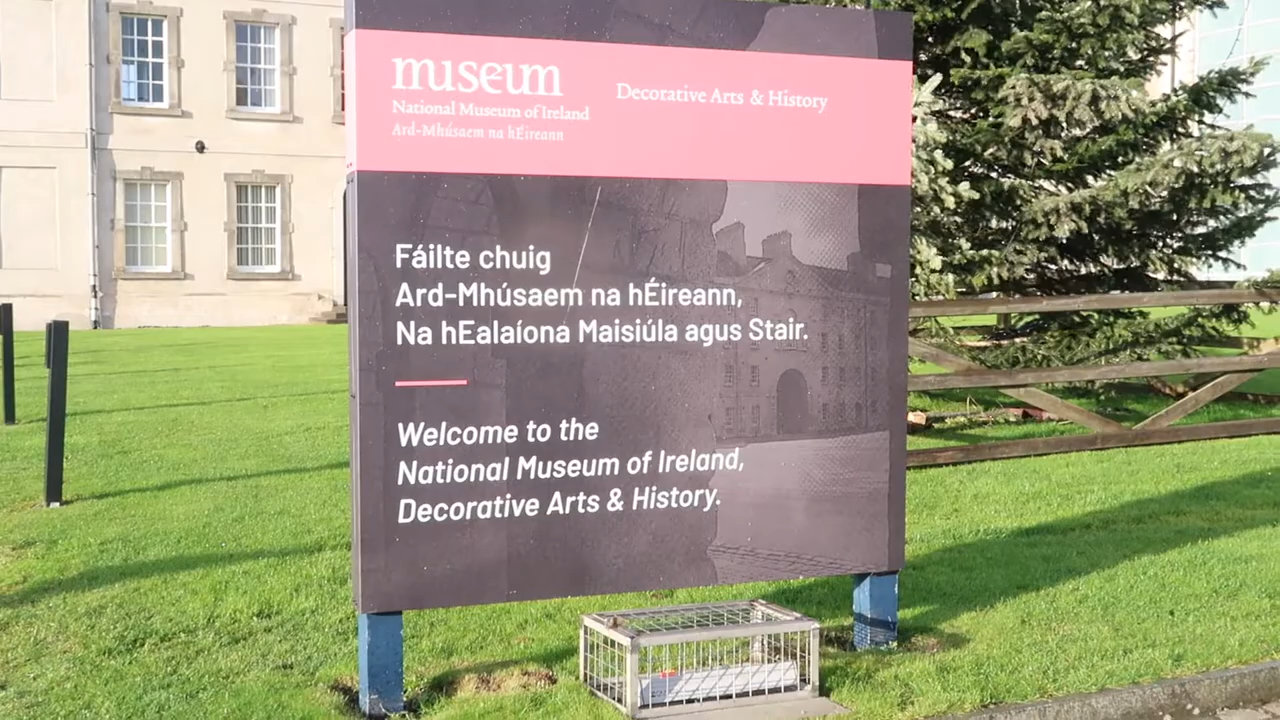 museum
National Museum of Ireland
Ard-Mhúsaem na hÉireann
Decorative Arts & History
Fáilte chuig
Ard-Mhúsaem na hÉireann,
Na hEalaíona Maisiúla agus Stair.
Welcome to the
National Museum of Ireland,
Decorative Arts & History.